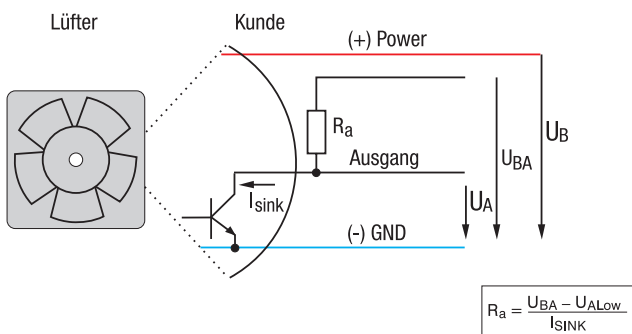 Lüfter
Kunde
(+) Power
Ra
UB
UBA
Ausgang
Isink
UA
(-) GND
Ra = UBA – UALow
ISINK